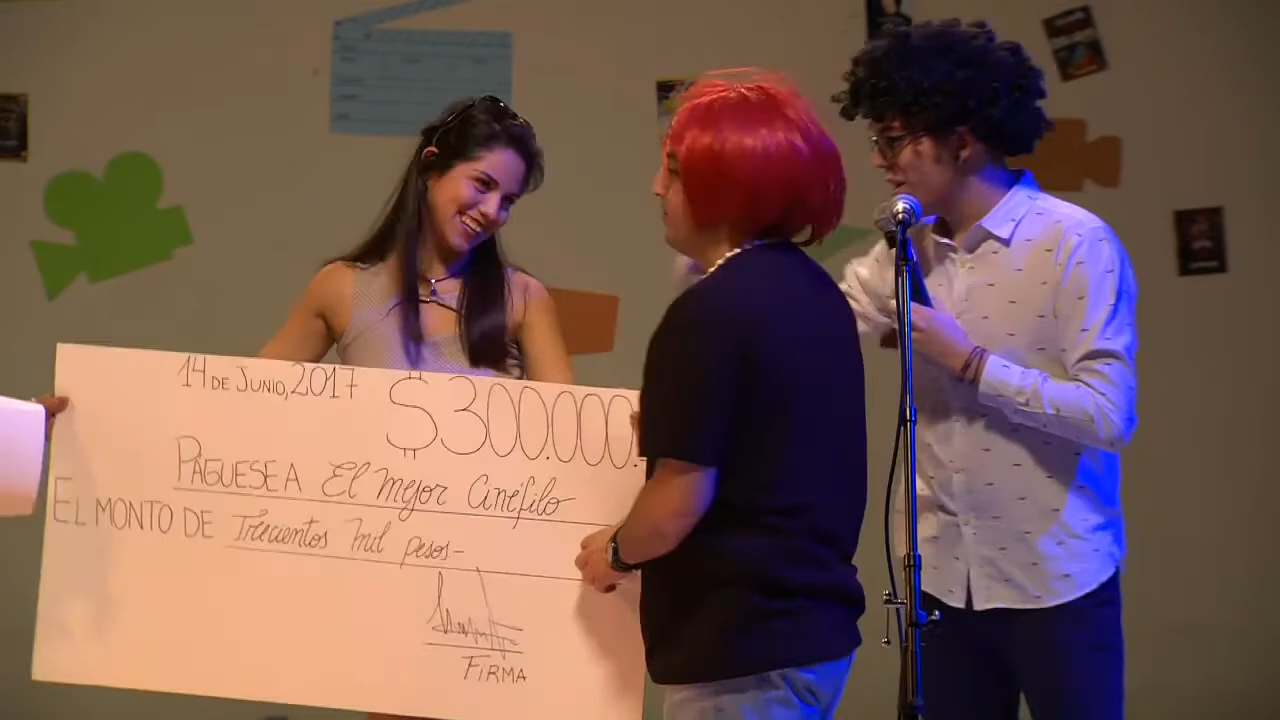 14 DE JUNIO, 2017
$300.000.
PÁGUESE A El Mejor Cinéfilo
EL MONTO DE Trecientos Mil pesos-
FIRMA